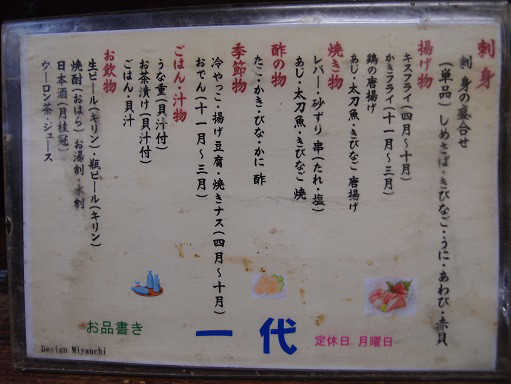 刺身
刺身の盛合せ
(単品)しめさば・きびなご・うに・あわび・赤貝
揚げ物
キスフライ(四月～十月)
かきフライ(十一月～三月)
鶏の唐揚げ
あじ・太刀魚・きびなご唐揚げ
焼き物
レバー・砂ずり串(たれ・塩)
あじ・太刀魚・きびなご焼
酢の物
たこ・かき・びな・かに酢
季節物
冷やっこ・揚げ豆腐・焼きナス(四月～十月)
おでん(十一月～三月)
ごはん・汁物
うな重(貝汁付)
お茶漬け(貝汁付)
ごはん・貝汁
お飲物
生ビール(キリン)瓶ビール(キリン)
焼酎(おはら)お湯割・水割
日本酒(月桂冠)
ウーロン茶・ジュース
お品書き
一代
定休日 月曜日
Design Miyauchi